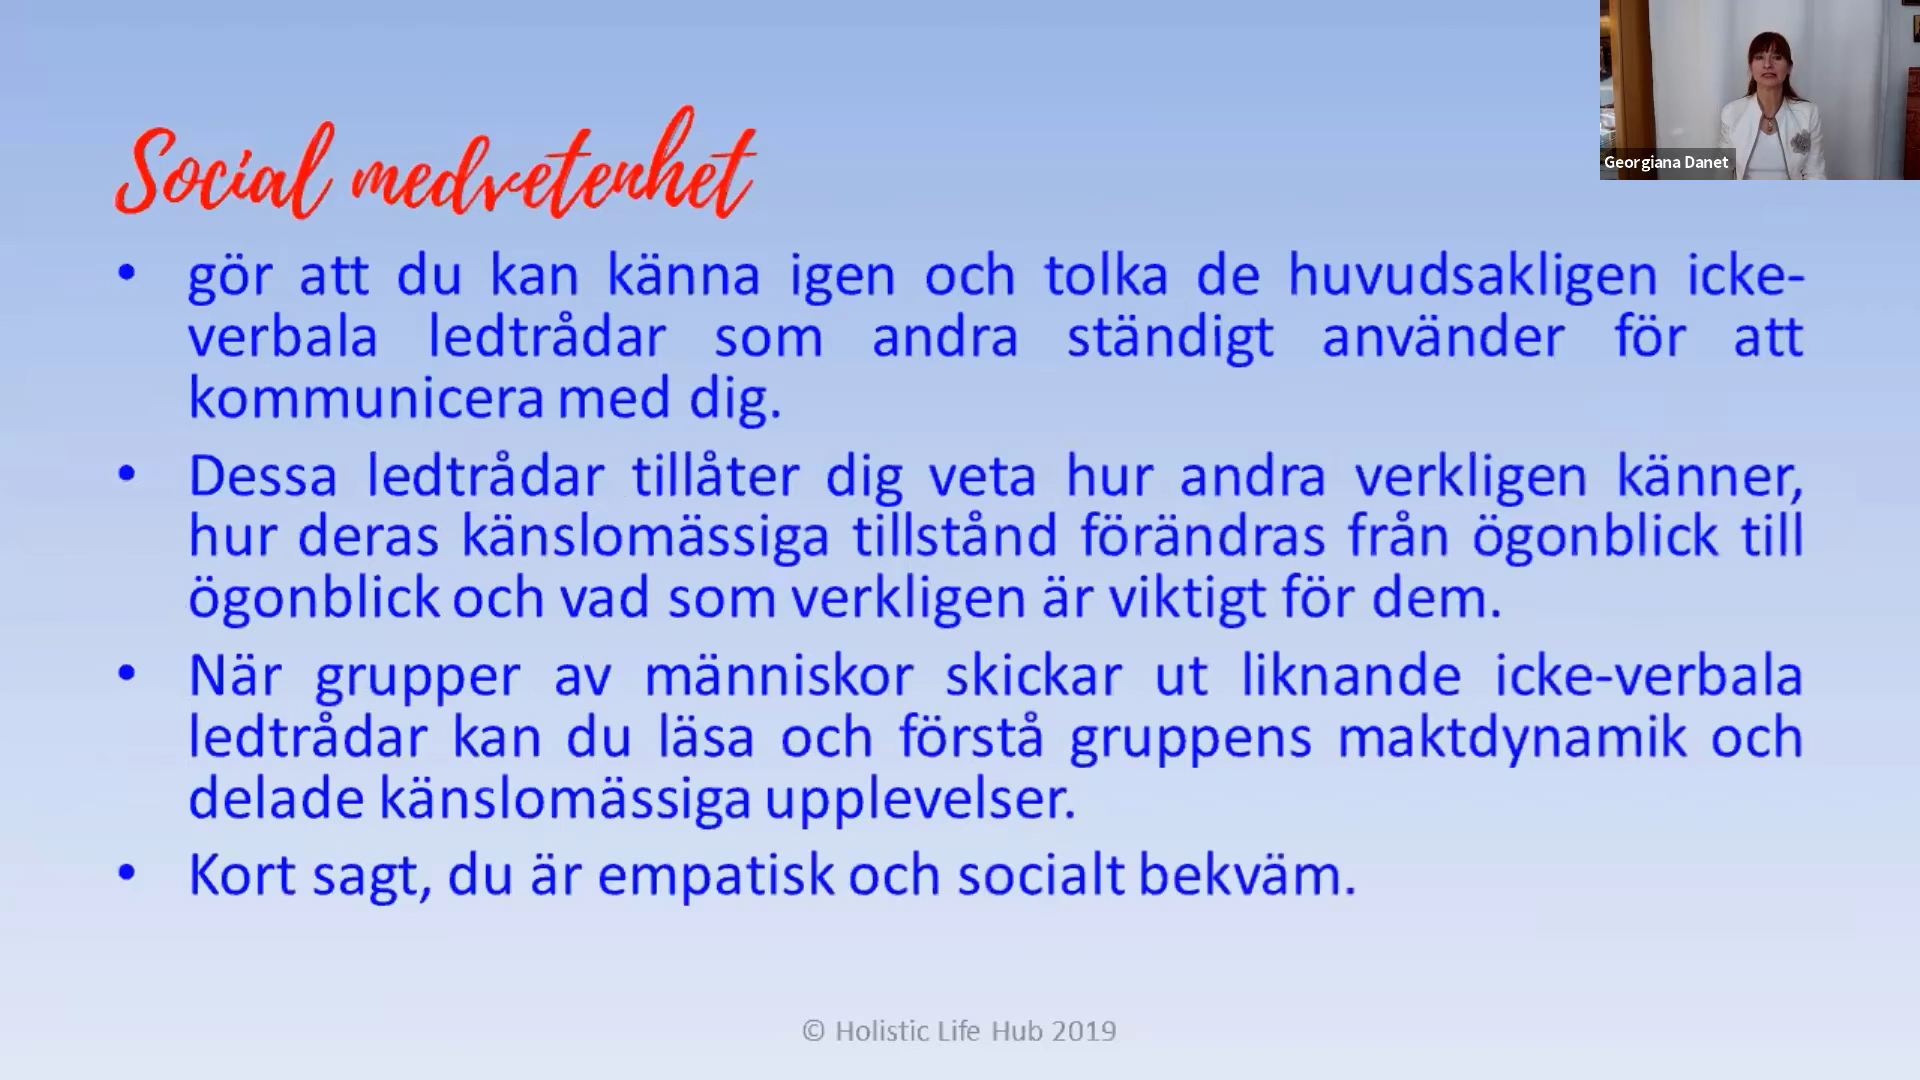 Georgiana Danet
Social medvetenhet
• gör att du kan känna igen och tolka de huvudsakligen icke-
verbala ledtrådar som andra ständigt använder för att
kommunicera med dig.
• Dessa ledtrådar tillåter dig veta hur andra verkligen känner,
hur deras känslomässiga tillstånd förändras från ögonblick till
ögonblick och vad som verkligen är viktigt för dem.
• När grupper av människor skickar ut liknande icke-verbala
ledtrådar kan du läsa och förstå gruppens maktdynamik och
delade känslomässiga upplevelser.
• Kort sagt, du är empatisk och socialt bekväm.
© Holistic Life Hub 2019